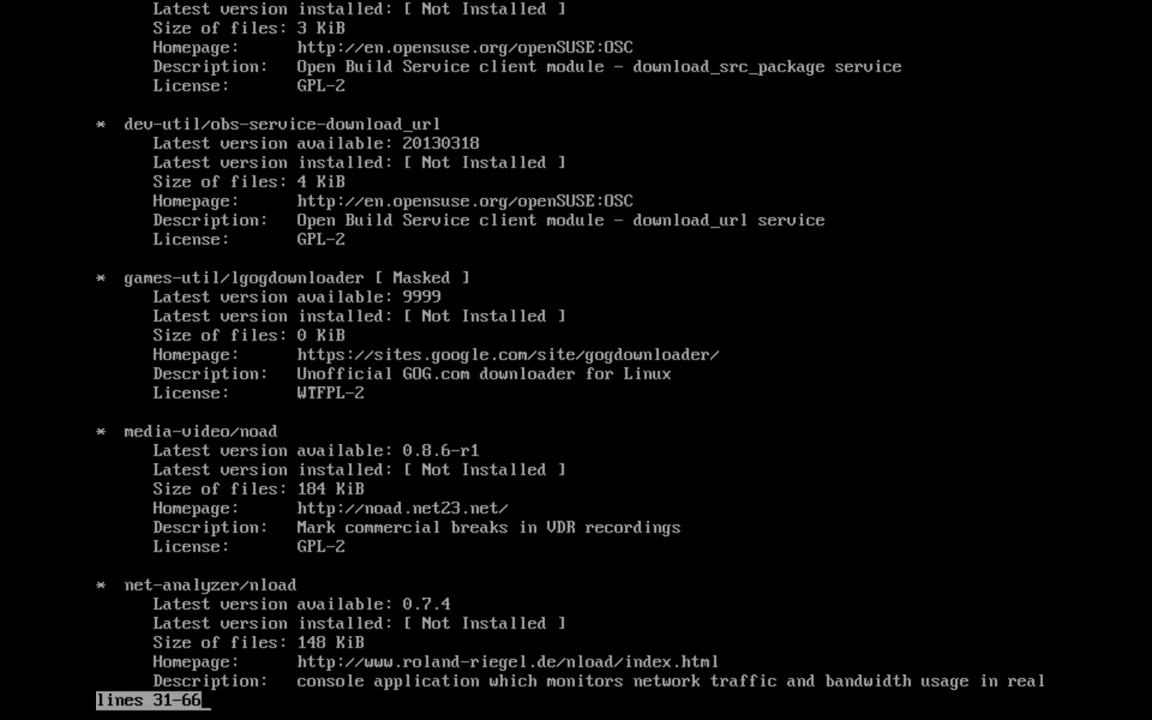 Latest version installed: [ Not Installed ]
Size of files: 3 KiB
Homepage:      http://en.opensuse.org/openSUSE:OSC
Description:   Open Build Service client module - download_src_package service
License:       GPL-2
*  dev-util/obs-service-download_url
Latest version available: 20130318
Latest version installed: [ Not Installed ]
Size of files: 4 KiB
Homepage:      http://en.opensuse.org/openSUSE:OSC
Description:   Open Build Service client module - download_url service
License:       GPL-2
*  games-util/lgogdownloader [ Masked ]
Latest version available: 9999
Latest version installed: [ Not Installed ]
Size of files: 0 KiB
Homepage:      https://sites.google.com/site/gogdownloader/
Description:   Unofficial GOG.com downloader for Linux
License:       WTFPL-2
*  media-video/noad
Latest version available: 0.8.6-r1
Latest version installed: [ Not Installed ]
Size of files: 184 KiB
Homepage:      http://noad.net23.net/
Description:   Mark commercial breaks in VDR recordings
License:       GPL-2
*  net-analyzer/nload
Latest version available: 0.7.4
Latest version installed: [ Not Installed ]
Size of files: 148 KiB
Homepage:      http://www.roland-riegel.de/nload/index.html
Description:   console application which monitors network traffic and bandwidth usage in real
lines 31-66